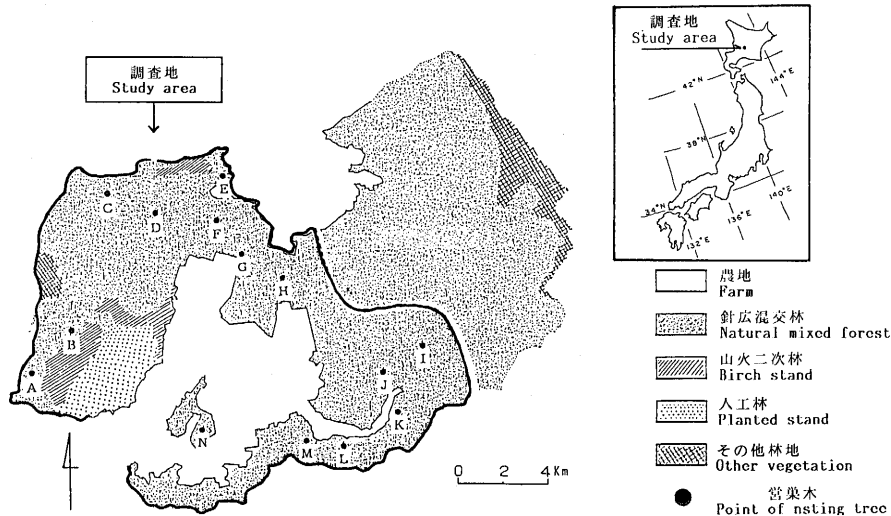 調査地
Study area
調査地
Study area
42°N
144°E
38°N
34°N
132°E
136°E
140°E
A
B
C
D
E
F
G
H
I
J
K
L
M
N
0 2 4 Km
農地
Farm
針広混交林
Natural mixed forest
山火二次林
Birch stand
人工林
Planted stand
その他林地
Other vegetation
営巣木
Point of nsting tree